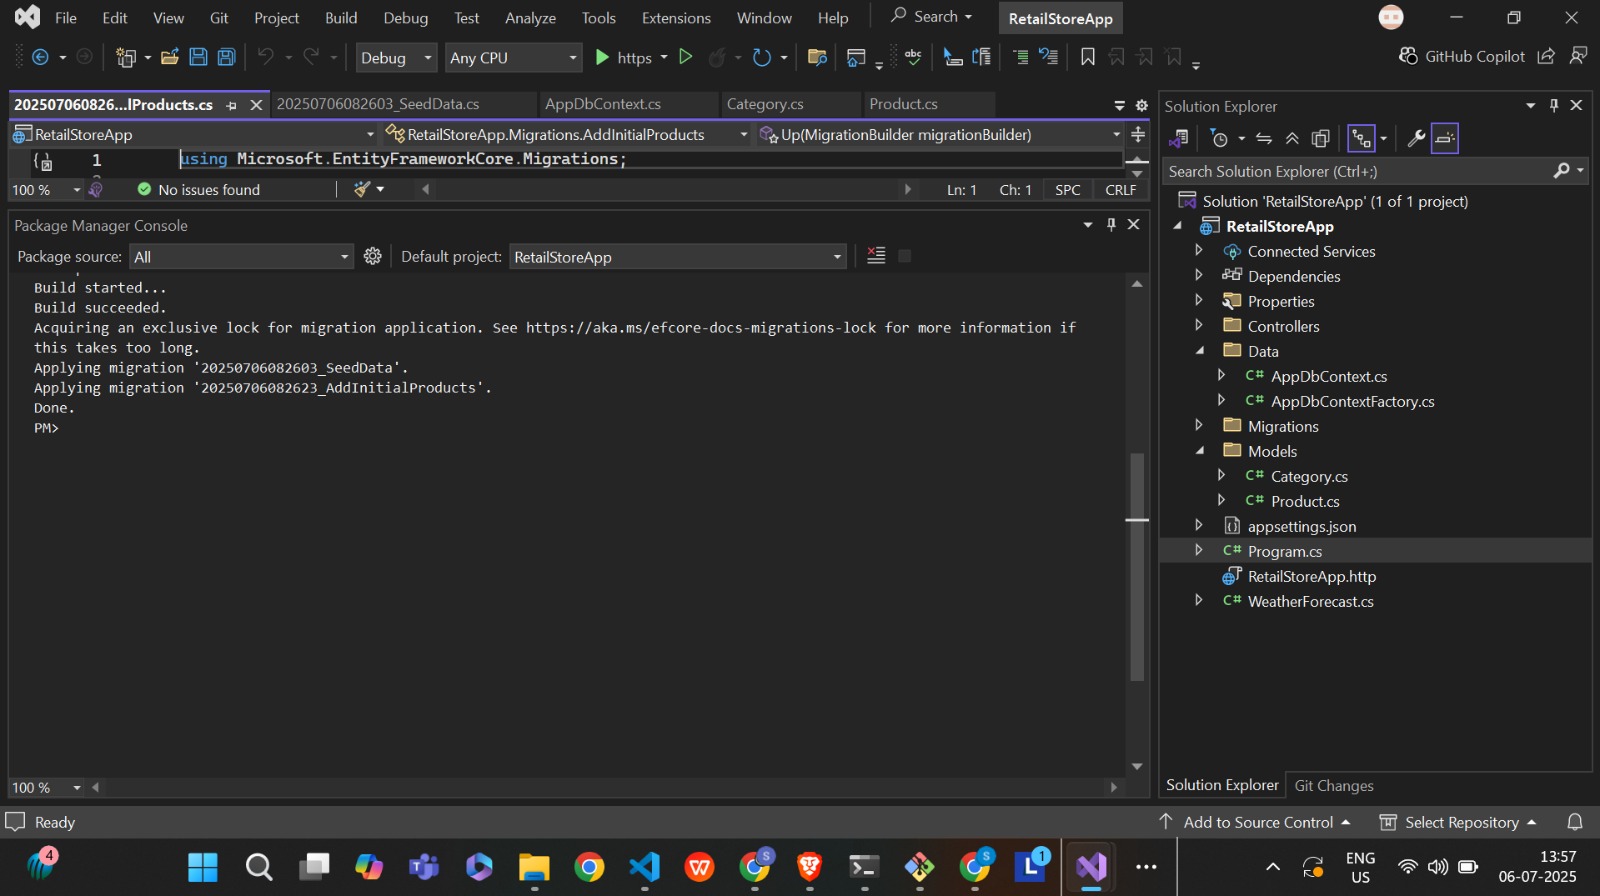 File Edit View Git Project Build Debug Test Analyze Tools Extensions Window Help Search RetailStoreApp
Debug Any CPU https abc GitHub Copilot
202507060826...lProducts.cs 20250706082603_SeedData.cs AppDbContext.cs Category.cs Product.cs
RetailStoreApp RetailStoreApp.Migrations.AddInitialProducts Up(MigrationBuilder migrationBuilder)
1 using Microsoft.EntityFrameworkCore.Migrations;
100 % No issues found Ln: 1 Ch: 1 SPC CRLF
Package Manager Console
Package source: All Default project: RetailStoreApp
Build started...
Build succeeded.
Acquiring an exclusive lock for migration application. See https://aka.ms/efcore-docs-migrations-lock for more information if
this takes too long.
Applying migration '20250706082603_SeedData'.
Applying migration '20250706082623_AddInitialProducts'.
Done.
PM>
100 %
Solution Explorer
Search Solution Explorer (Ctrl+;)
Solution 'RetailStoreApp' (1 of 1 project)
RetailStoreApp
Connected Services
Dependencies
Properties
Controllers
Data
C# AppDbContext.cs
C# AppDbContextFactory.cs
Migrations
Models
C# Category.cs
C# Product.cs
appsettings.json
C# Program.cs
RetailStoreApp.http
C# WeatherForecast.cs
Solution Explorer Git Changes
Ready Add to Source Control Select Repository
4 S S L 1 ENG 13:57
US 06-07-2025